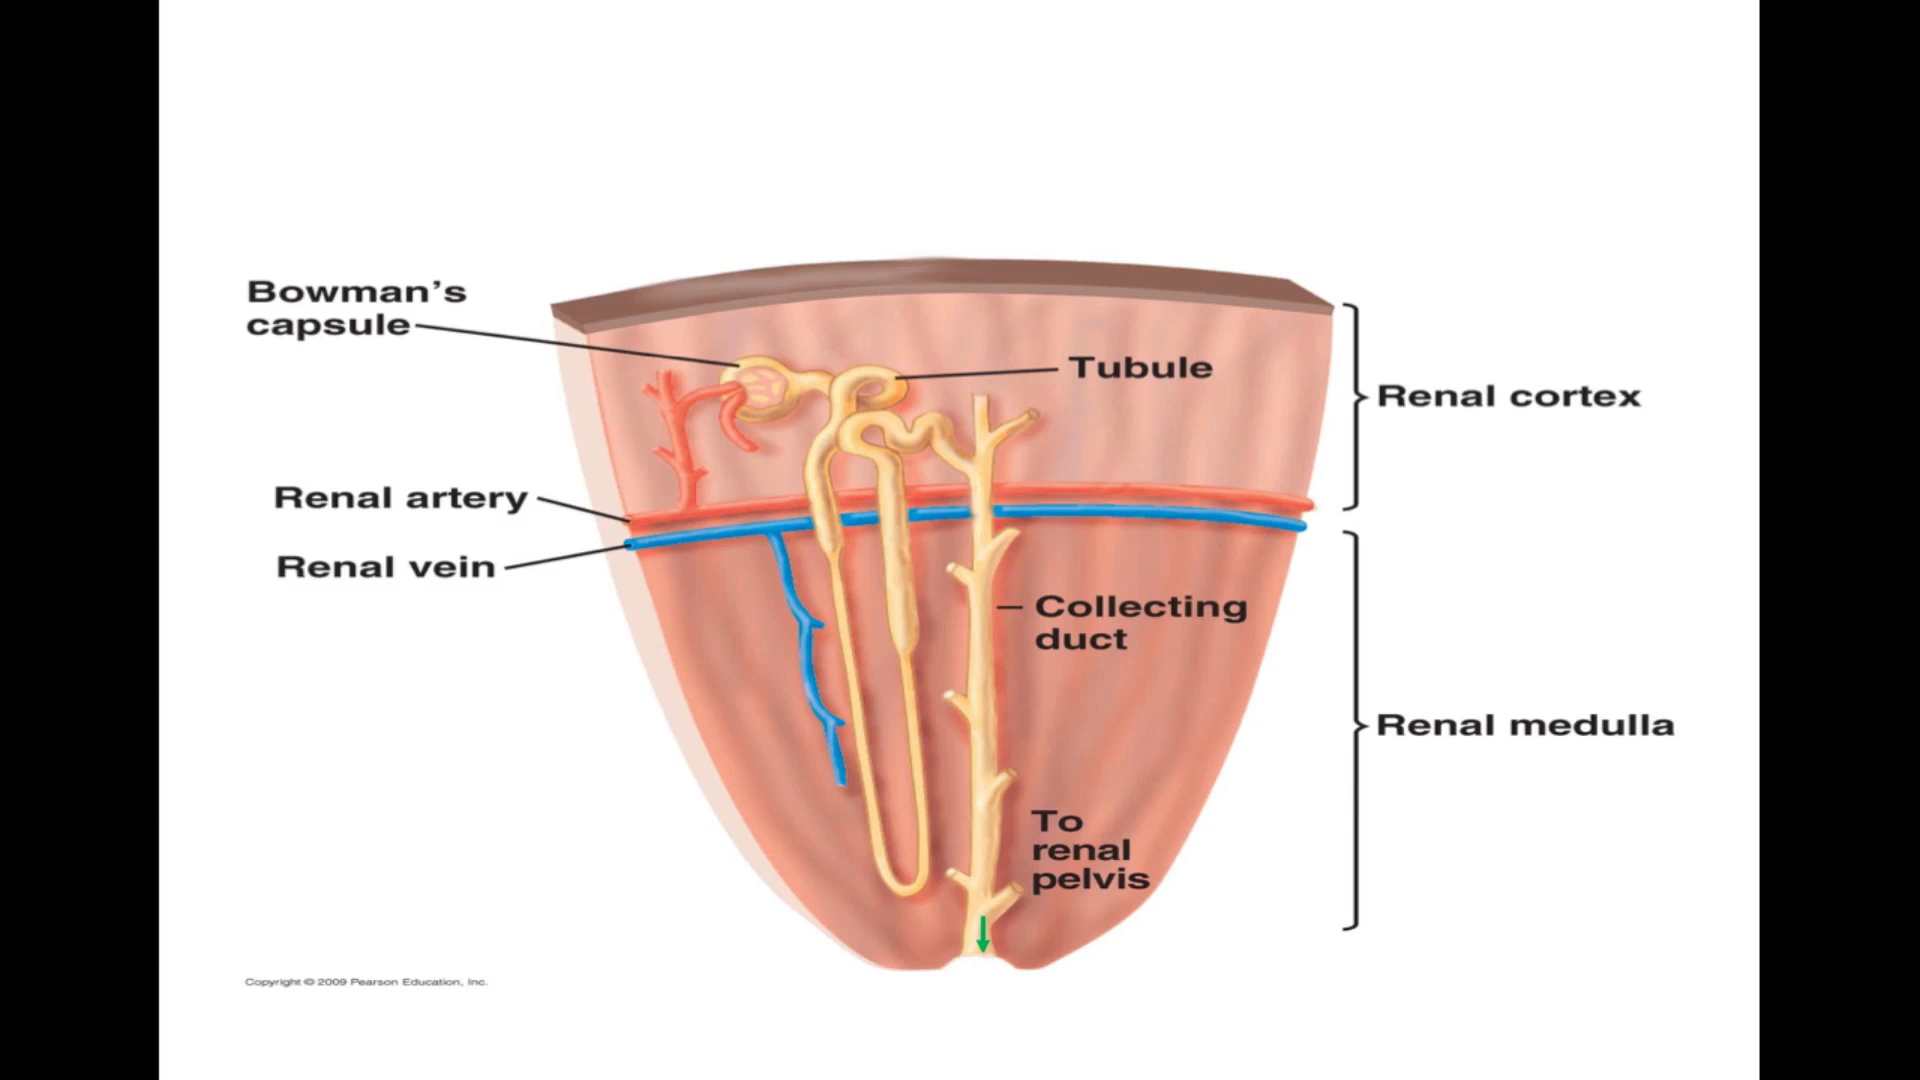 Bowman's
capsule
Tubule
Renal cortex
Renal artery
Renal vein
Collecting
duct
Renal medulla
To
renal
pelvis
Copyright © 2009 Pearson Education, Inc.